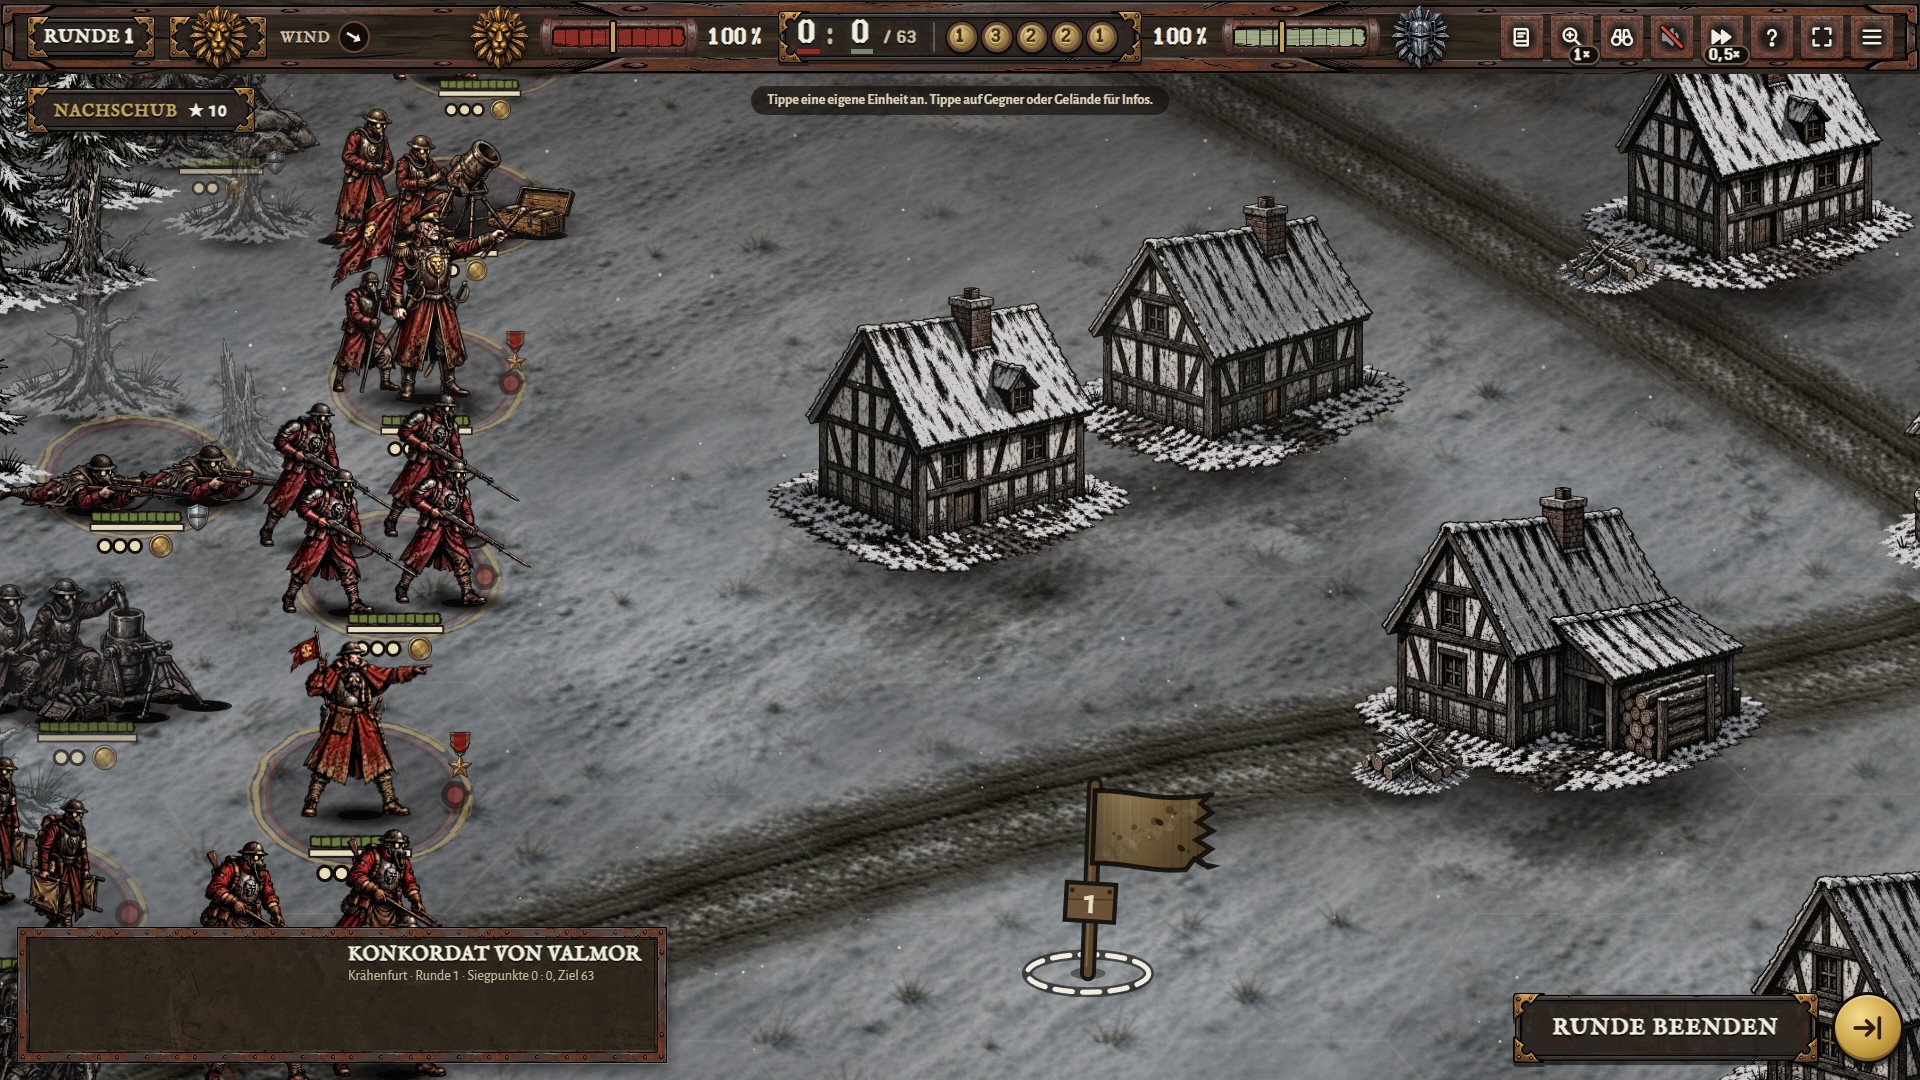 RUNDE 1
WIND
100%
0 : 0 / 63
1 3 2 2 1
100%
1×
0,5×
?
NACHSCHUB ★ 10
Tippe eine eigene Einheit an. Tippe auf Gegner oder Gelände für Infos.
1
KONKORDAT VON VALMOR
Krähenfurt · Runde 1 · Siegpunkte 0 : 0, Ziel 63
RUNDE BEENDEN